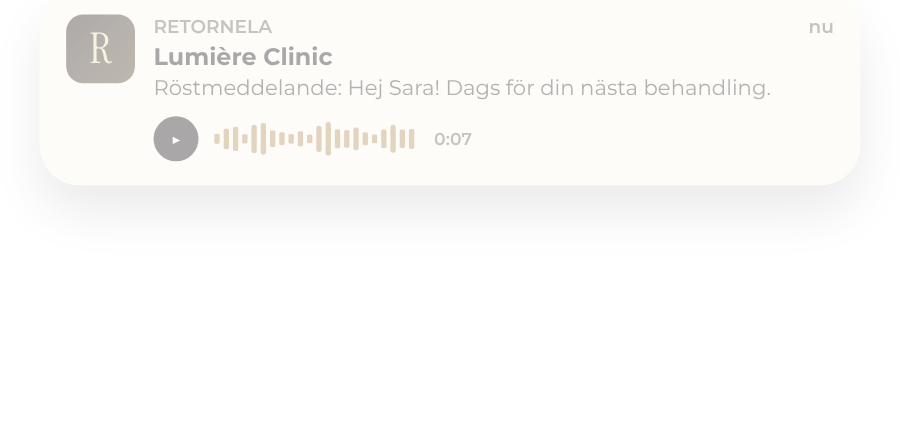 R
RETORNELA
nu
Lumière Clinic
Röstmeddelande: Hej Sara! Dags för din nästa behandling.
0:07